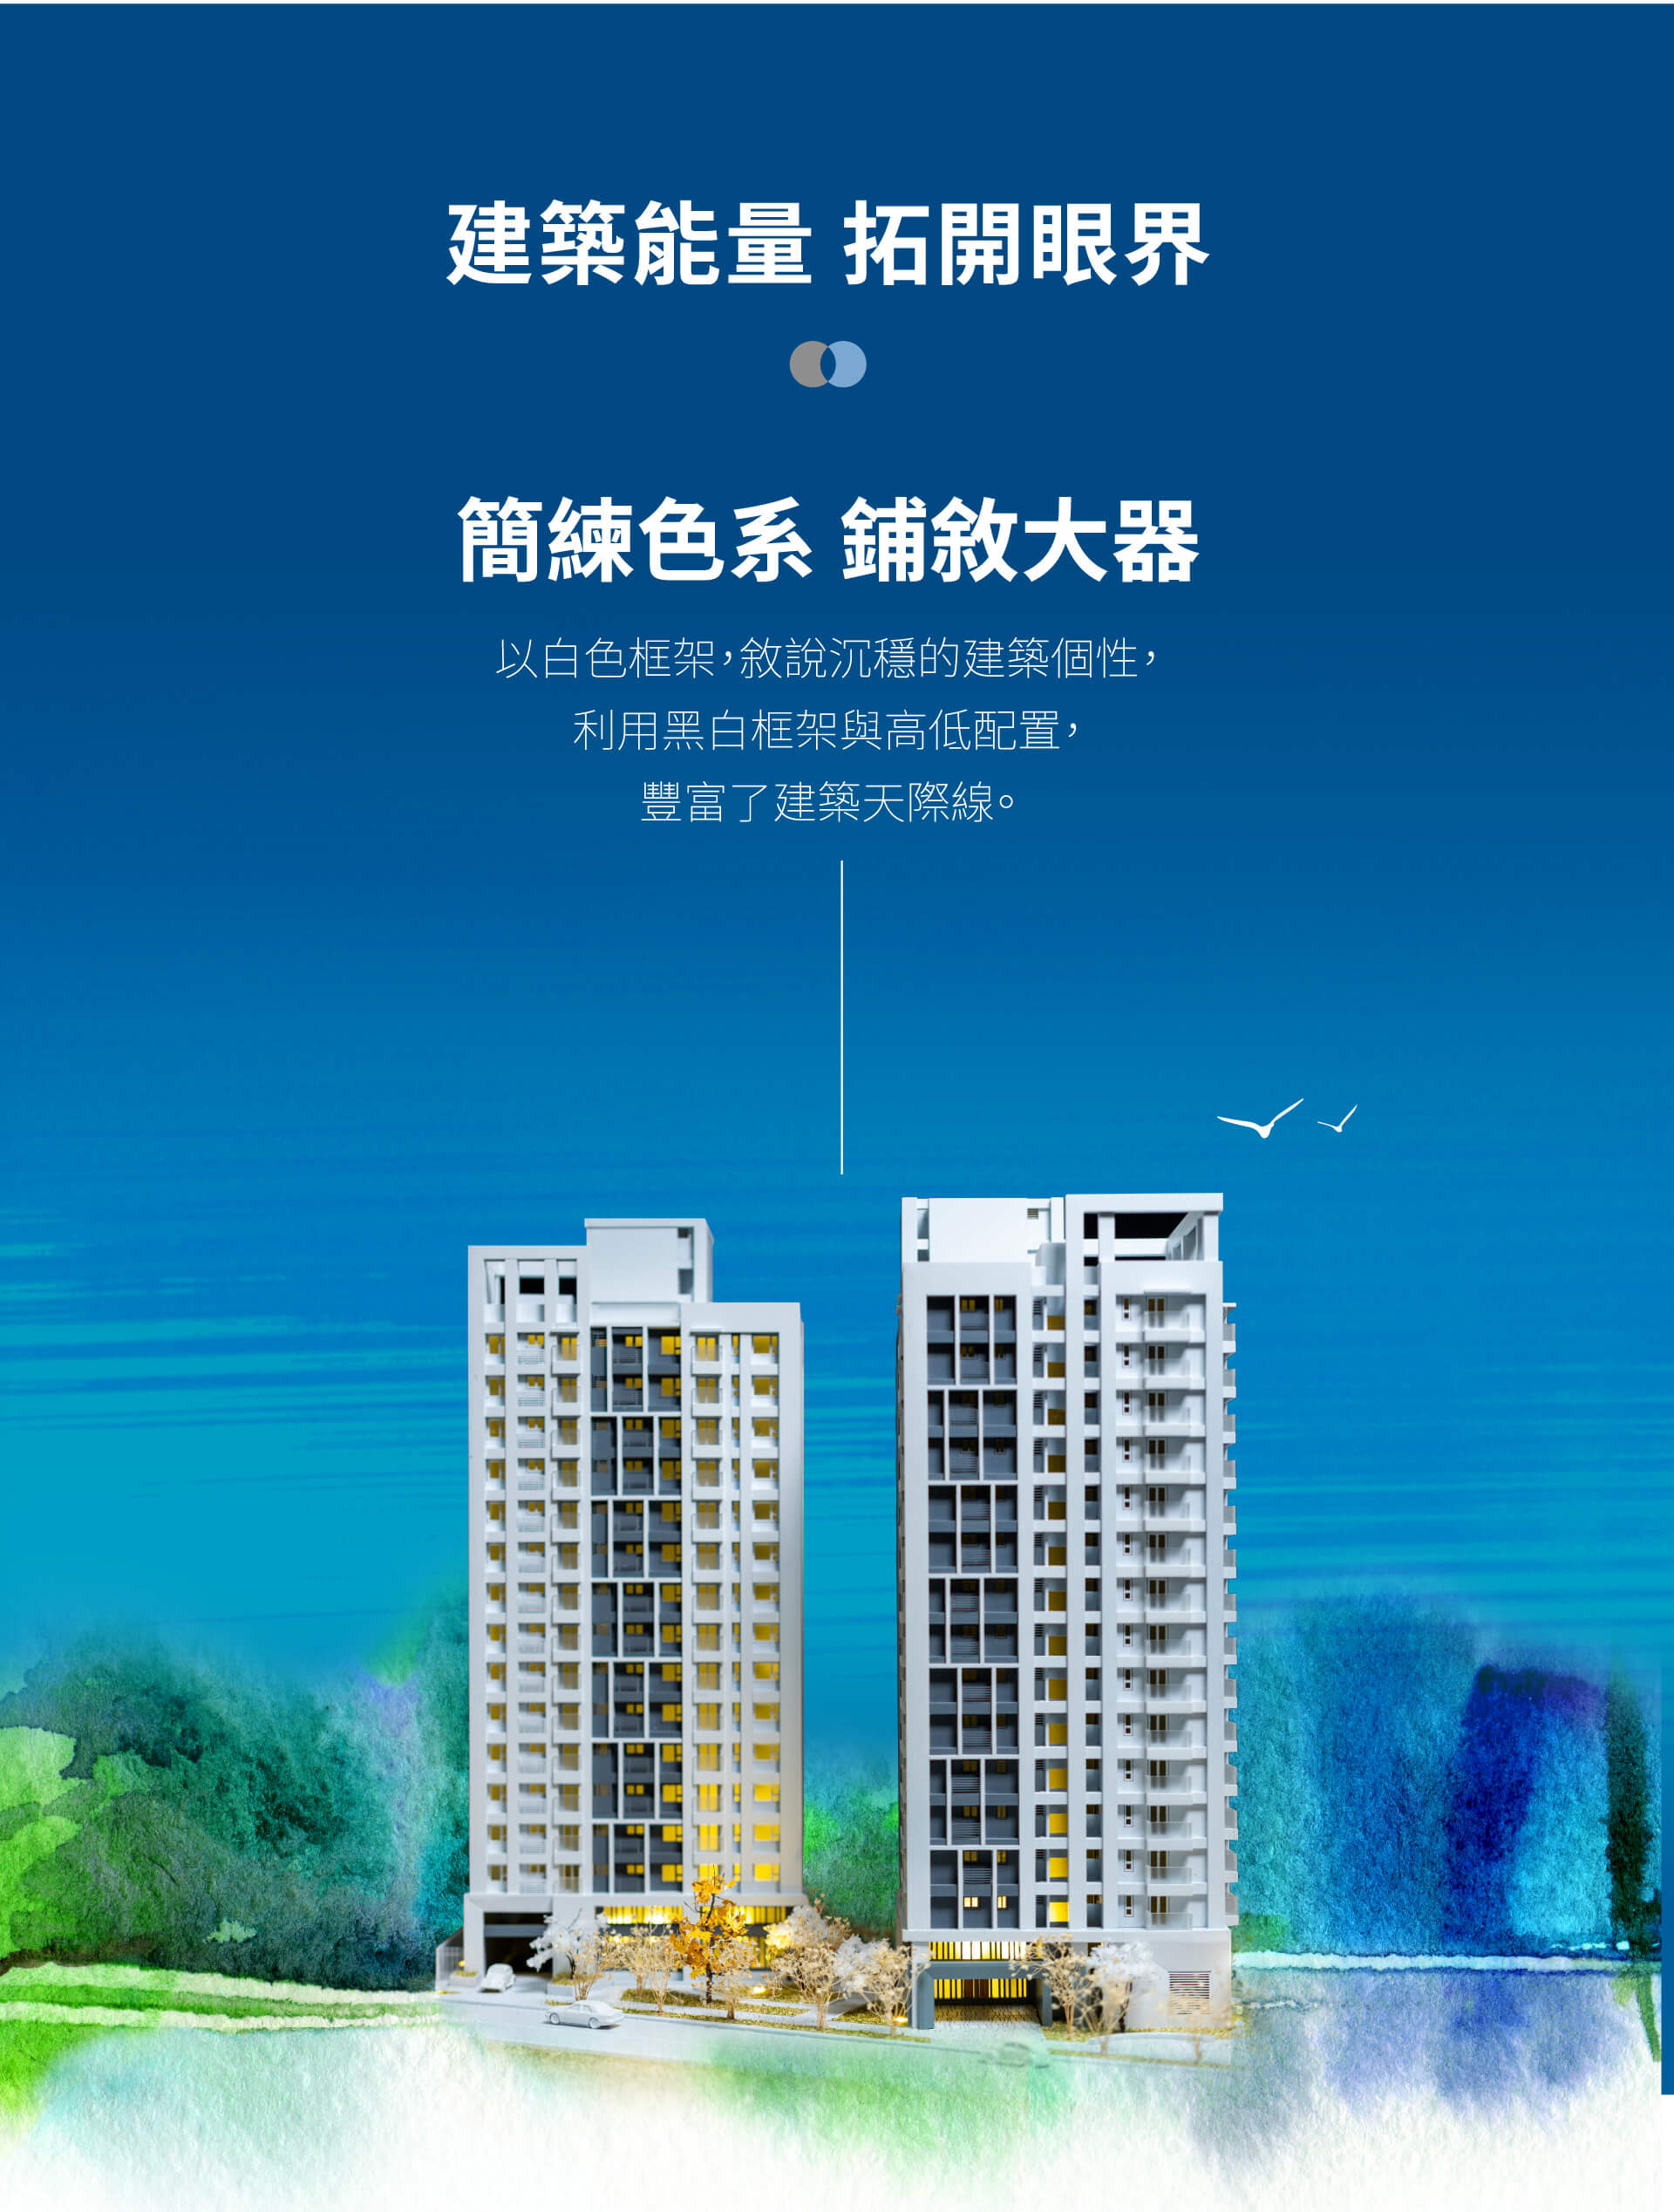 建築能量 拓開眼界
簡練色系 鋪敘大器
以白色框架，敘說沉穩的建築個性，
利用黑白框架與高低配置，
豐富了建築天際線。